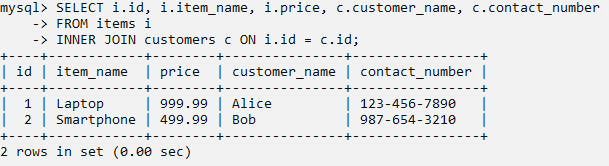 mysql> SELECT i.id, i.item_name, i.price, c.customer_name, c.contact_number
    -> FROM items i
    -> INNER JOIN customers c ON i.id = c.id;
+----+------------+--------+---------------+----------------+
| id | item_name  | price  | customer_name | contact_number |
+----+------------+--------+---------------+----------------+
|  1 | Laptop     | 999.99 | Alice         | 123-456-7890   |
|  2 | Smartphone | 499.99 | Bob           | 987-654-3210   |
+----+------------+--------+---------------+----------------+
2 rows in set (0.00 sec)